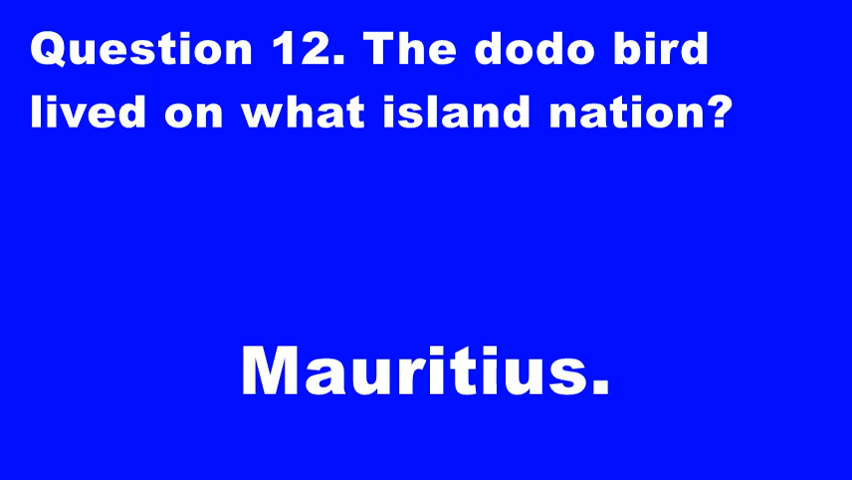 Question 12. The dodo bird
lived on what island nation?
Mauritius.